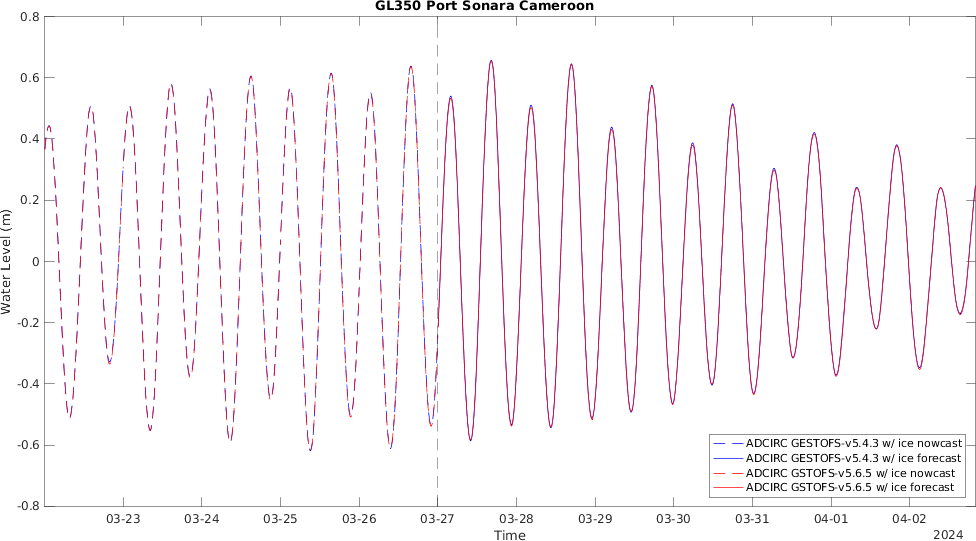 GL350 Port Sonara Cameroon
0.8
0.6
0.4
0.2
0
-0.2
-0.4
-0.6
-0.8
Water Level (m)
ADCIRC GESTOFS-v5.4.3 w/ ice nowcast
ADCIRC GESTOFS-v5.4.3 w/ ice forecast
ADCIRC GSTOFS-v5.6.5 w/ ice nowcast
ADCIRC GSTOFS-v5.6.5 w/ ice forecast
03-23 03-24 03-25 03-26 03-27 03-28 03-29 03-30 03-31 04-01 04-02
Time
2024